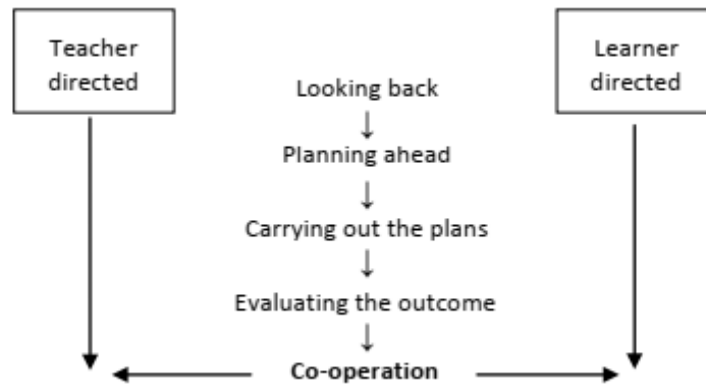 Teacher
directed
Learner
directed
Looking back
↓
Planning ahead
↓
Carrying out the plans
↓
Evaluating the outcome
↓
Co-operation